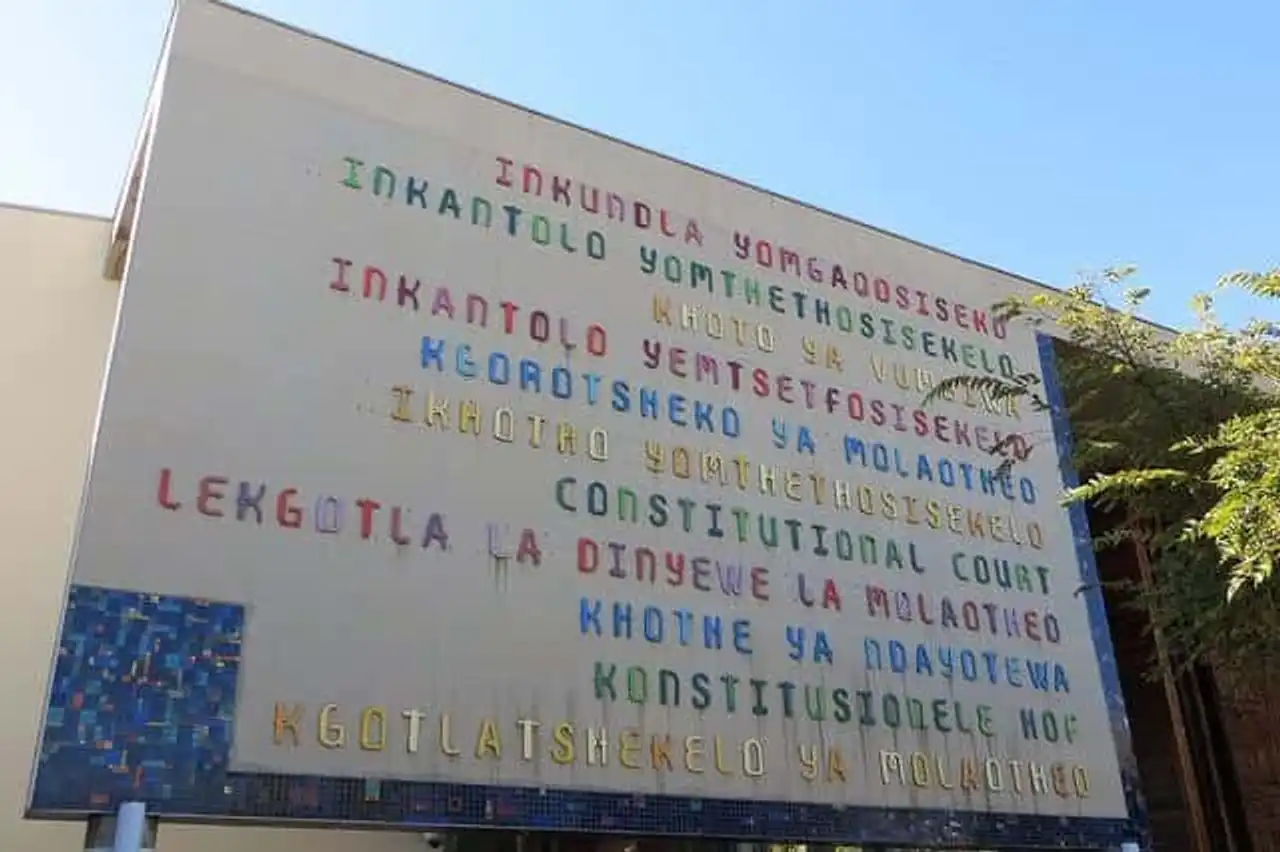 INKUNDLA YOMGAQOSISEKO
INKANTOLO YOMTHETHOSISEKELO
KHOTO YA
INKANTOLO YEMTSETFOSISEKELO
KGOROTSHEKO YA MOLAOTHEO
IKHOTHO YOMTHETHOSISEKELO
CONSTITUTIONAL COURT
LEKGOTLA LA DINYEWE LA MOLAOTHEO
KHOTHE YA NDAYOTEWA
KONSTITUSIONELE HOF
KGOTLATSHEKELO YA MOLAOTHEO